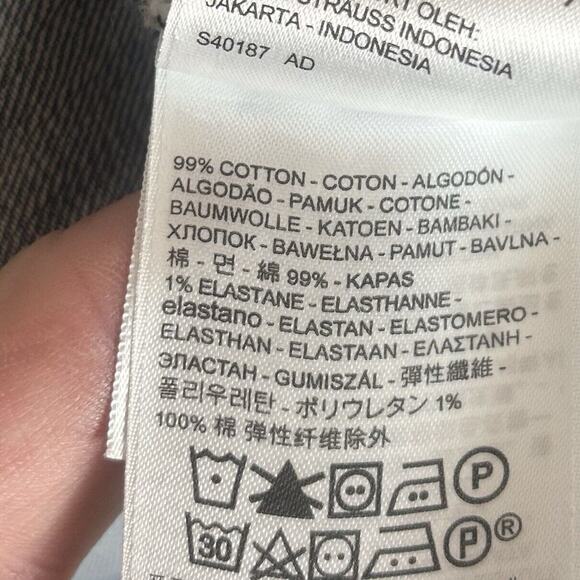 OLEH:
STRAUSS INDONESIA
JAKARTA - INDONESIA
S40187 AD
99% COTTON - COTON - ALGODÓN -
ALGODÃO - PAMUK - COTONE -
BAUMWOLLE - KATOEN - BAMBAKI -
ХЛОПОК - BAWEŁNA - PAMUT - BAVLNA -
棉 - 면 - 綿 99% - KAPAS
1% ELASTANE - ELASTHANNE -
elastano - ELASTAN - ELASTOMERO -
ELASTHAN - ELASTAAN - ΕΛΑΣΤΑΝΗ -
ЭЛАСТАН - GUMISZÁL - 彈性纖維 -
폴리우레탄 - ポリウレタン 1%
100% 棉 弹性纤维除外
P
30 P®